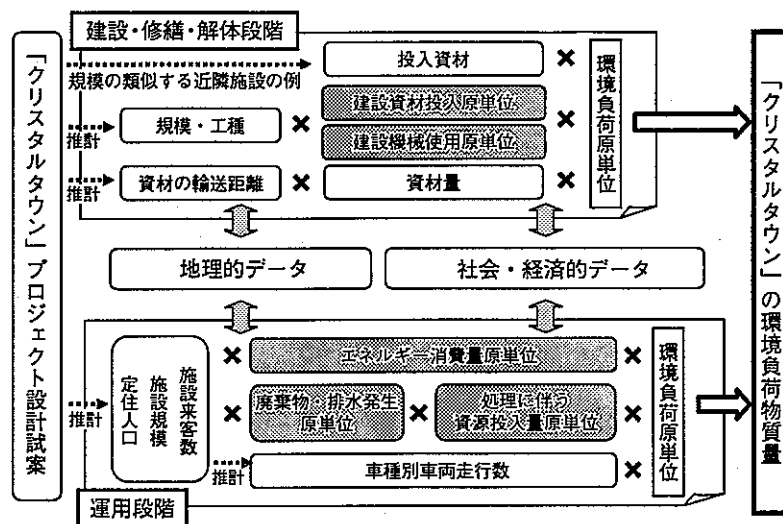 「クリスタルタウン」プロジェクト設計試案
建設・修繕・解体段階
規模の類似する近隣施設の例
投入資材
×
推計
規模・工種
×
建設資材投入原単位
建設機械使用原単位
×
推計
資材の輸送距離
×
資材量
×
環境負荷原単位
地理的データ
社会・経済的データ
推計
施設来客数
施設規模
定住人口
×
エネルギー消費量原単位
×
×
廃棄物・排水発生
原単位
×
処理に伴う
資源投入量原単位
×
推計
車種別車両走行数
×
環境負荷原単位
運用段階
「クリスタルタウン」の環境負荷物質量